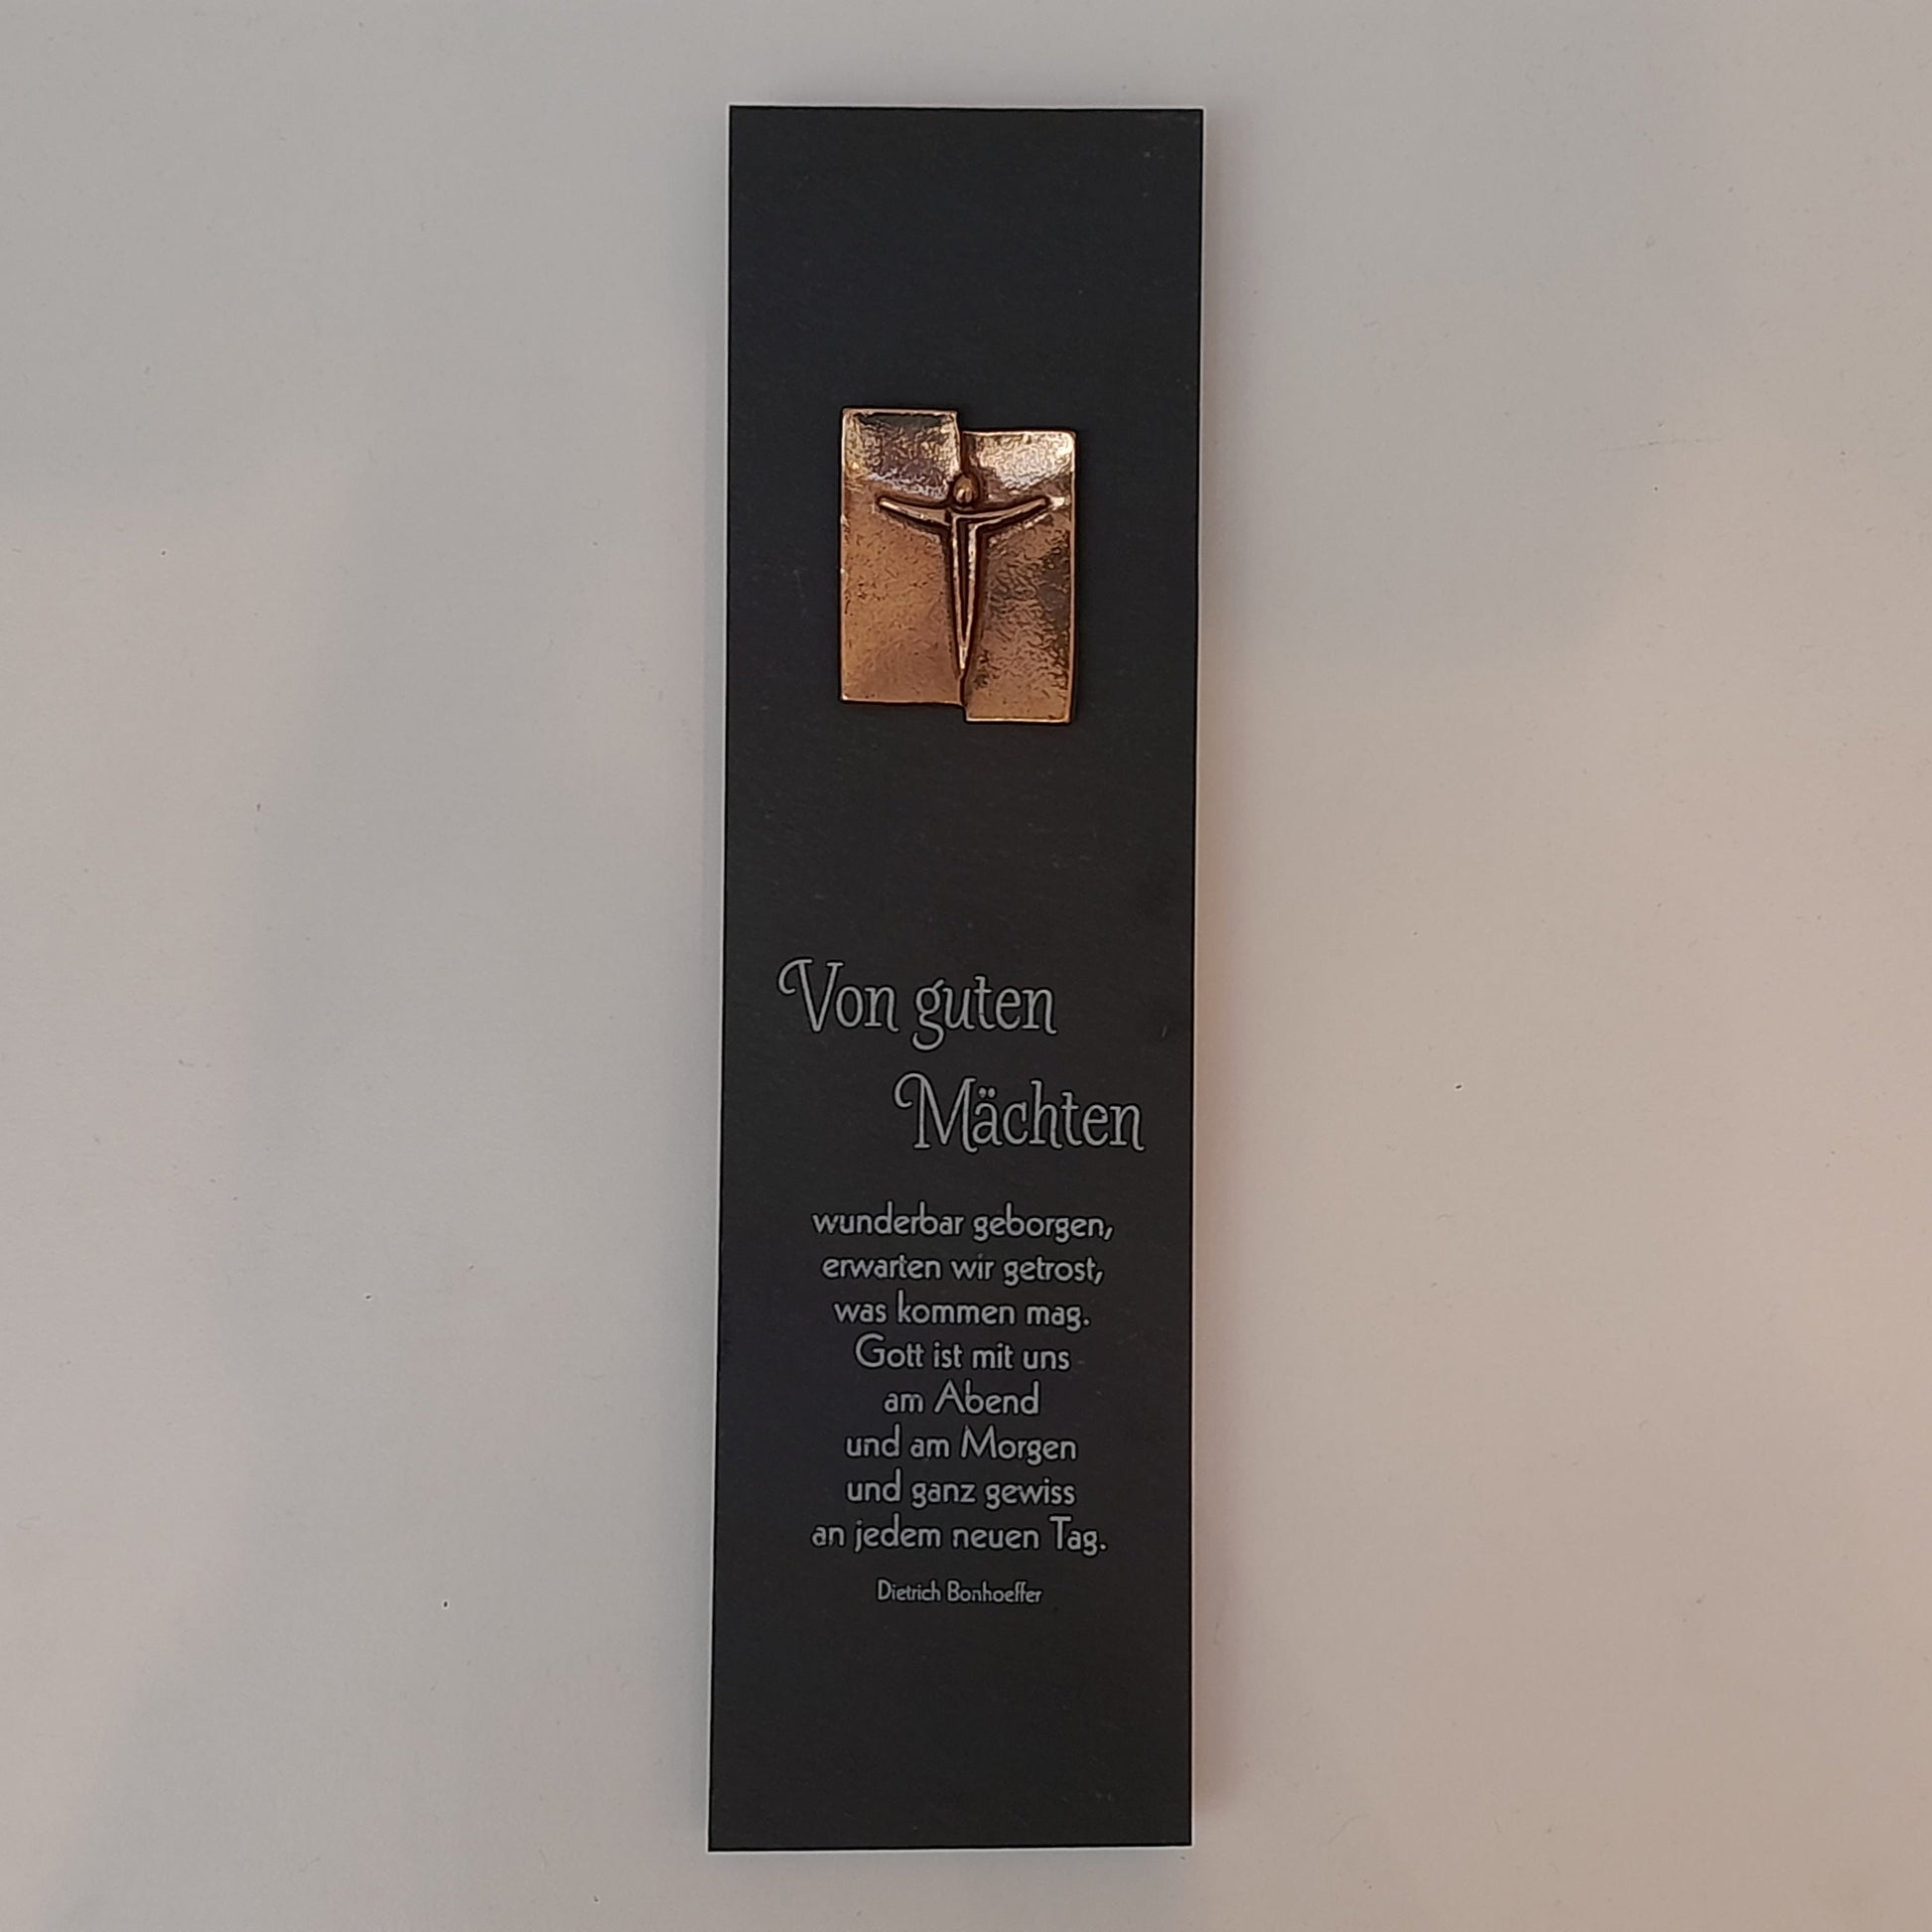 Von guten
Mächten
wunderbar geborgen,
erwarten wir getrost,
was kommen mag.
Gott ist mit uns
am Abend
und am Morgen
und ganz gewiss
an jedem neuen Tag.
Dietrich Bonhoeffer